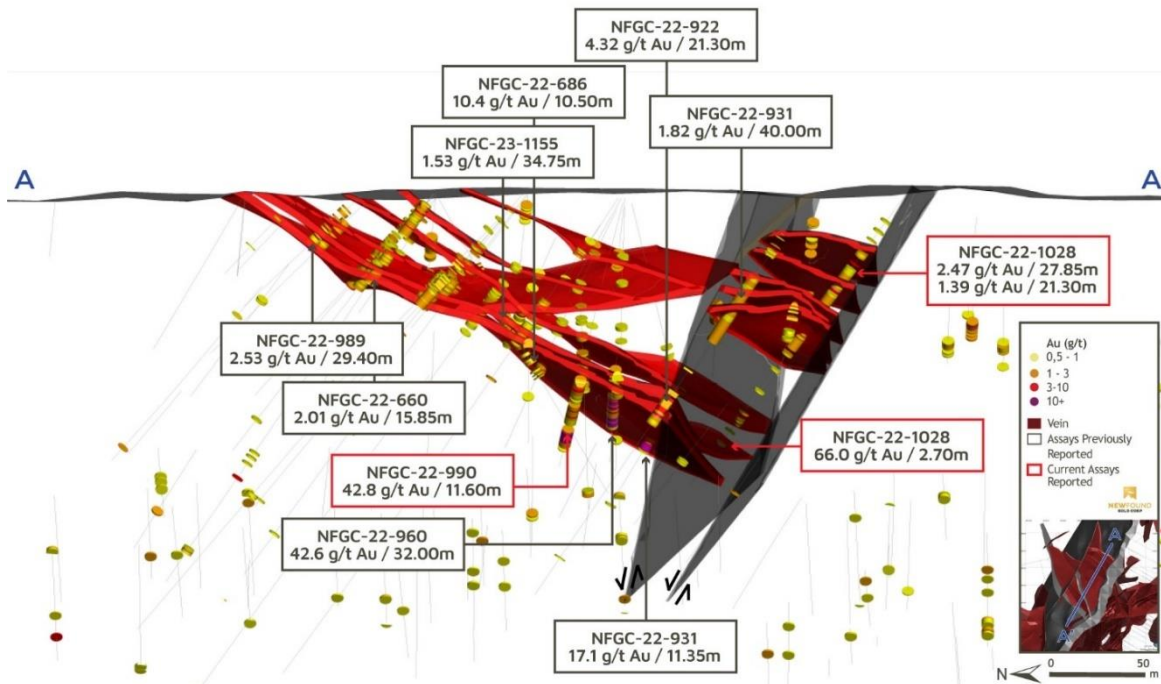 NFGC-22-922
4.32 g/t Au / 21.30m
NFGC-22-686
10.4 g/t Au / 10.50m
NFGC-22-931
1.82 g/t Au / 40.00m
NFGC-23-1155
1.53 g/t Au / 34.75m
A
A'
NFGC-22-1028
2.47 g/t Au / 27.85m
1.39 g/t Au / 21.30m
NFGC-22-989
2.53 g/t Au / 29.40m
NFGC-22-660
2.01 g/t Au / 15.85m
NFGC-22-1028
66.0 g/t Au / 2.70m
NFGC-22-990
42.8 g/t Au / 11.60m
NFGC-22-960
42.6 g/t Au / 32.00m
NFGC-22-931
17.1 g/t Au / 11.35m
Au (g/t)
0,5 - 1
1 - 3
3-10
10+
Vein
Assays Previously
Reported
Current Assays
Reported
NEWFOUND
GOLD CORP
A
A'
N
0 50
m